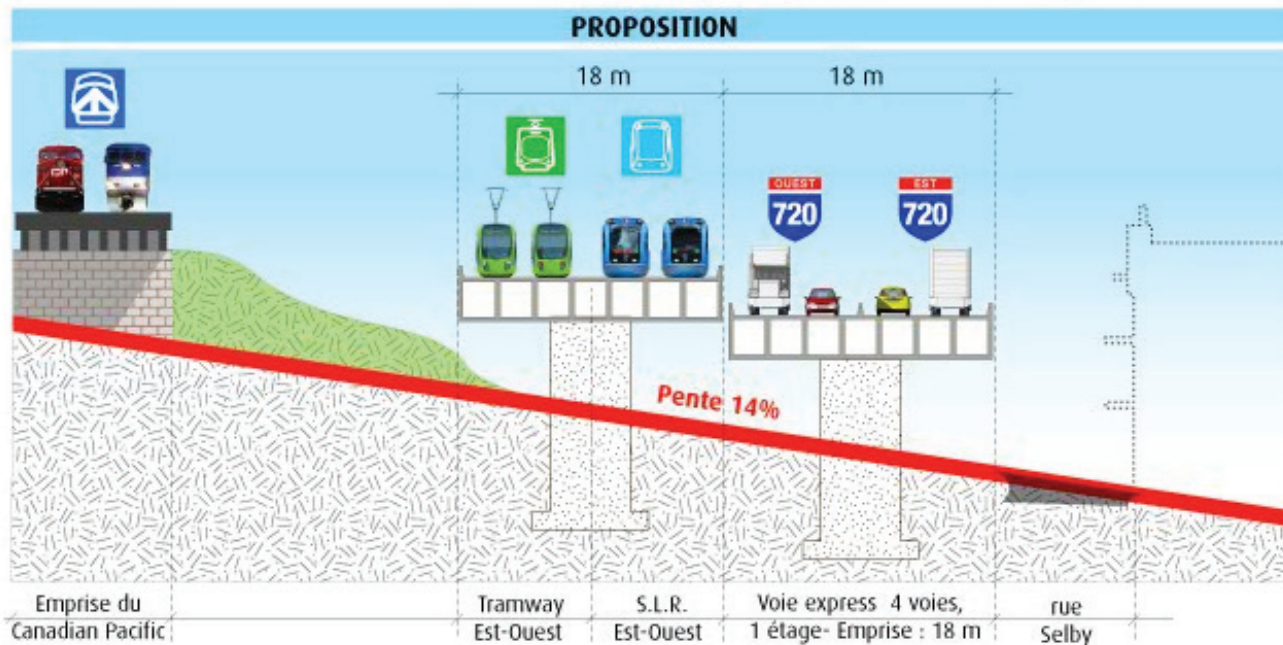 PROPOSITION
18 m
18 m
OUEST
720
EST
720
CP
Pente 14%
Emprise du
Canadian Pacific
Tramway
Est-Ouest
S.L.R.
Est-Ouest
Voie express 4 voies,
1 étage- Emprise : 18 m
rue
Selby